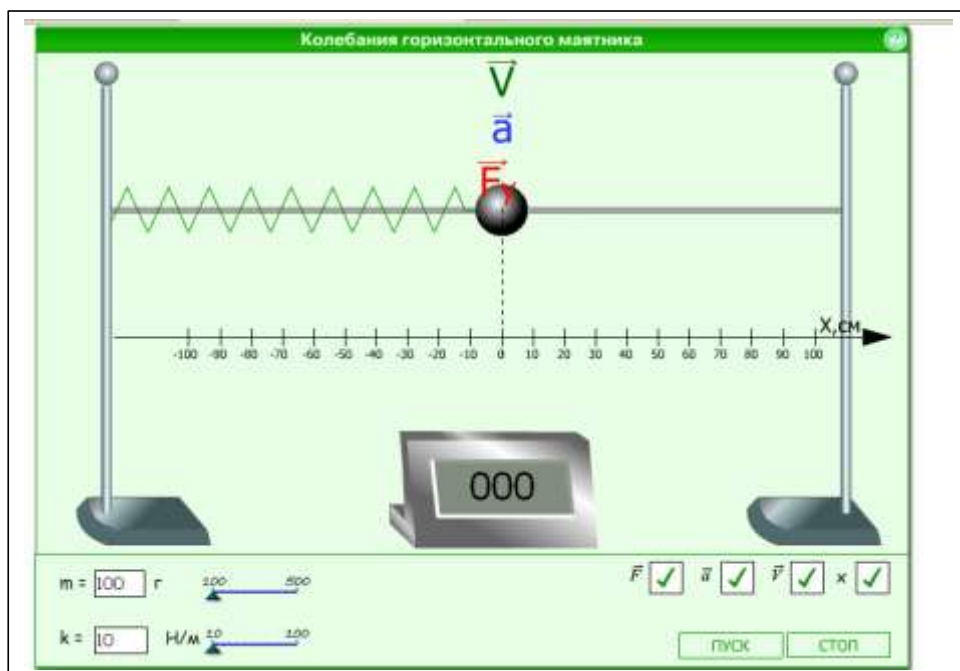 Колебания горизонтального маятника
V
a
Fy
X,см
-100 -90 -80 -70 -60 -50 -40 -30 -20 -10 0 10 20 30 40 50 60 70 80 90 100
000
m = 100 г 100 500
F a V x
k = 10 Н/м 10 100
ПУСК СТОП